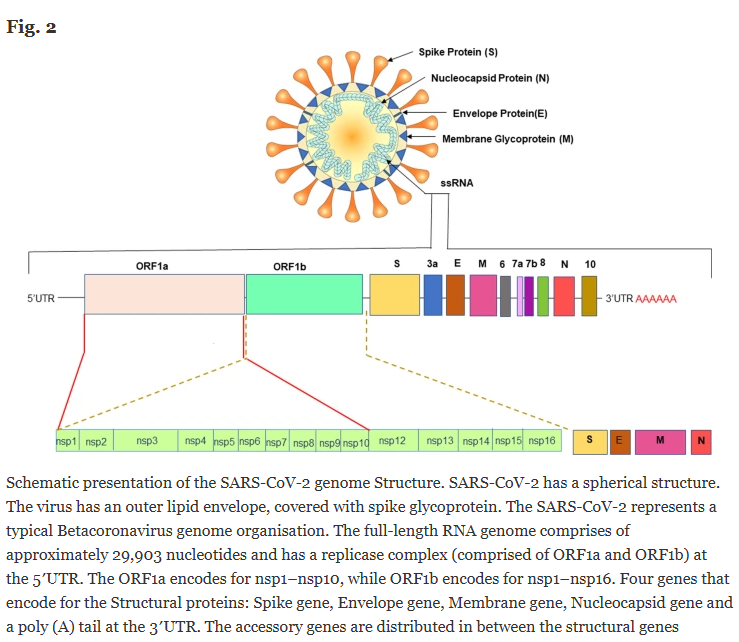 Fig. 2
Spike Protein (S)
Nucleocapsid Protein (N)
Envelope Protein(E)
Membrane Glycoprotein (M)
ssRNA
ORF1a ORF1b S 3a E M 6 7a 7b 8 N 10
5'UTR 3'UTR AAAAAA
nsp1 nsp2 nsp3 nsp4 nsp5 nsp6 nsp7 nsp8 nsp9 nsp10 nsp12 nsp13 nsp14 nsp15 nsp16 S E M N
Schematic presentation of the SARS-CoV-2 genome Structure. SARS-CoV-2 has a spherical structure.
The virus has an outer lipid envelope, covered with spike glycoprotein. The SARS-CoV-2 represents a
typical Betacoronavirus genome organisation. The full-length RNA genome comprises of
approximately 29,903 nucleotides and has a replicase complex (comprised of ORF1a and ORF1b) at
the 5′UTR. The ORF1a encodes for nsp1–nsp10, while ORF1b encodes for nsp1–nsp16. Four genes that
encode for the Structural proteins: Spike gene, Envelope gene, Membrane gene, Nucleocapsid gene and
a poly (A) tail at the 3′UTR. The accessory genes are distributed in between the structural genes